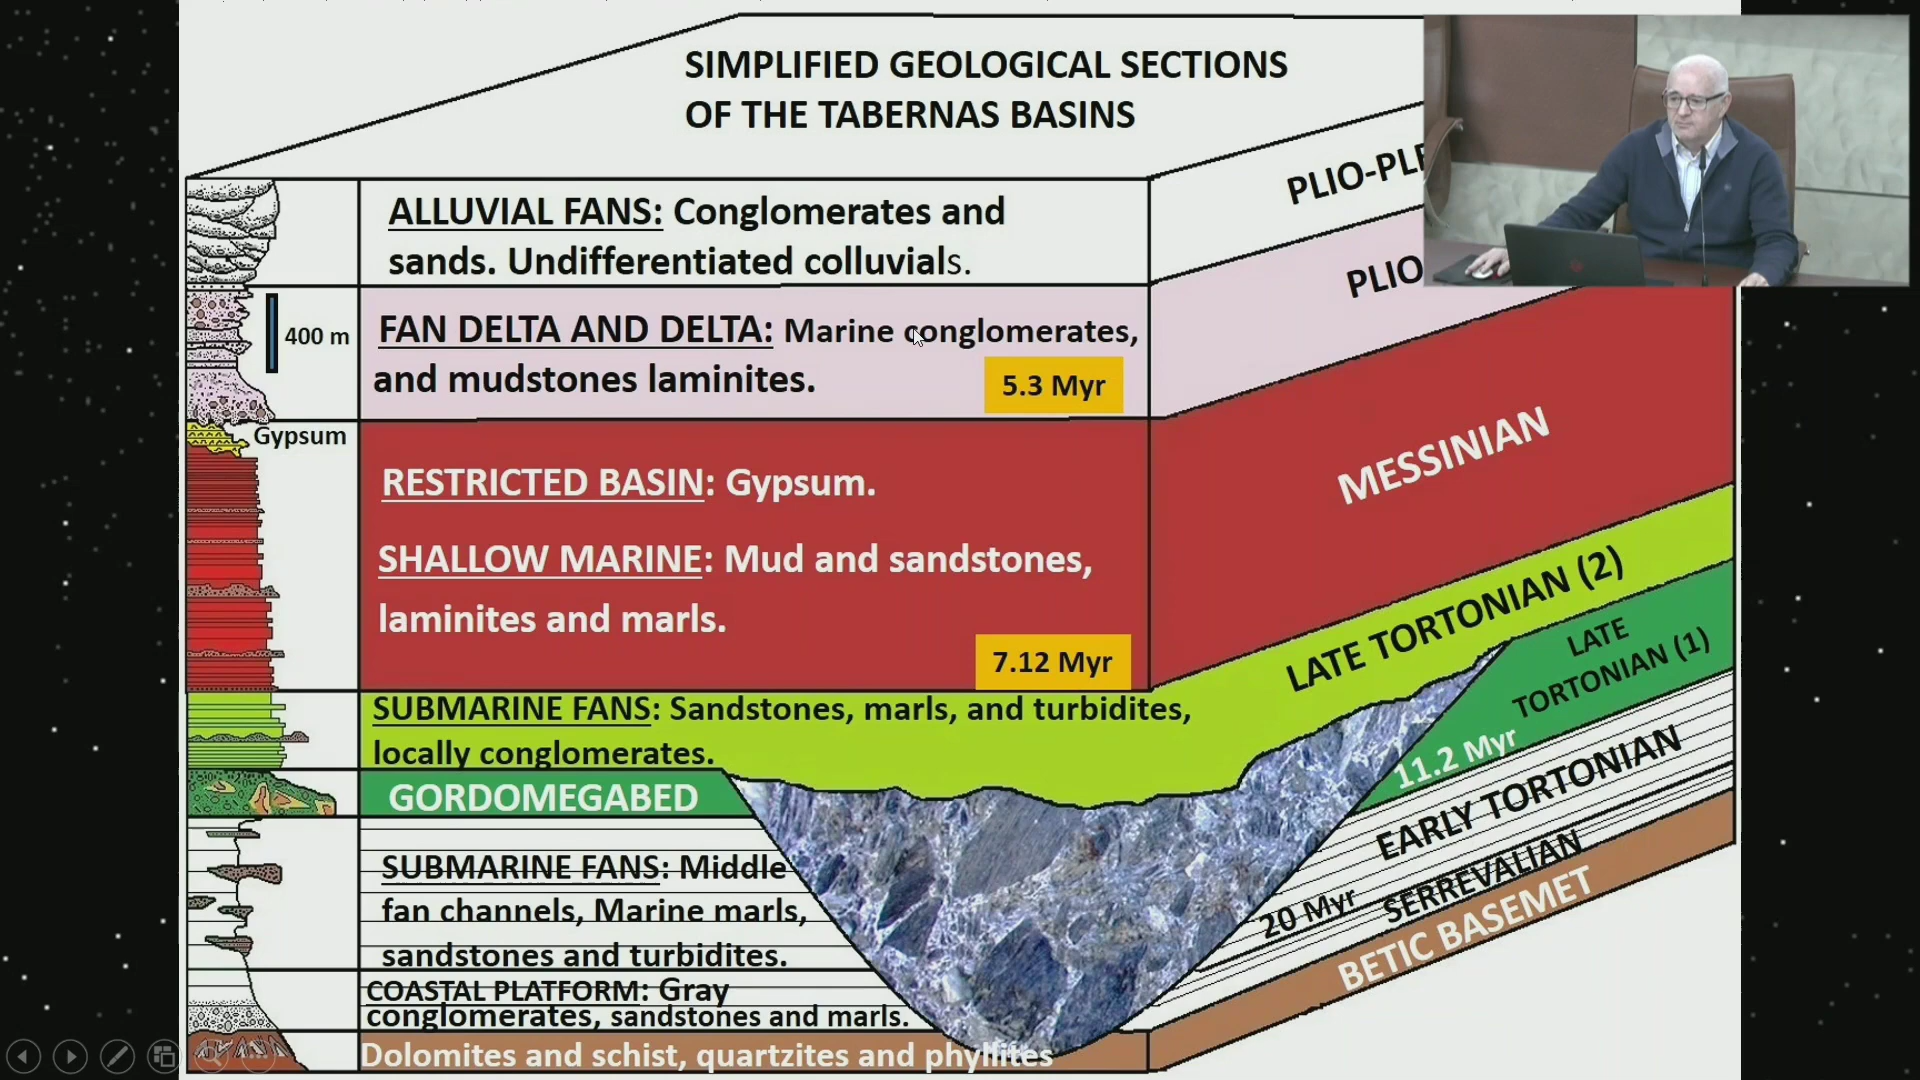 SIMPLIFIED GEOLOGICAL SECTIONS
OF THE TABERNAS BASINS
ALLUVIAL FANS: Conglomerates and
sands. Undifferentiated colluvials.
PLIO-PLE
400 m
FAN DELTA AND DELTA: Marine conglomerates,
and mudstones laminites.
5.3 Myr
PLIO
Gypsum
RESTRICTED BASIN: Gypsum.
SHALLOW MARINE: Mud and sandstones,
laminites and marls.
7.12 Myr
MESSINIAN
SUBMARINE FANS: Sandstones, marls, and turbidites,
locally conglomerates.
LATE TORTONIAN (2)
GORDOMEGABED
LATE
TORTONIAN (1)
11.2 Myr
SUBMARINE FANS: Middle
fan channels, Marine marls,
sandstones and turbidites.
EARLY TORTONIAN
COASTAL PLATFORM: Gray
conglomerates, sandstones and marls.
20 Myr
SERREVALIAN
Dolomites and schist, quartzites and phyllites
BETIC BASEMET